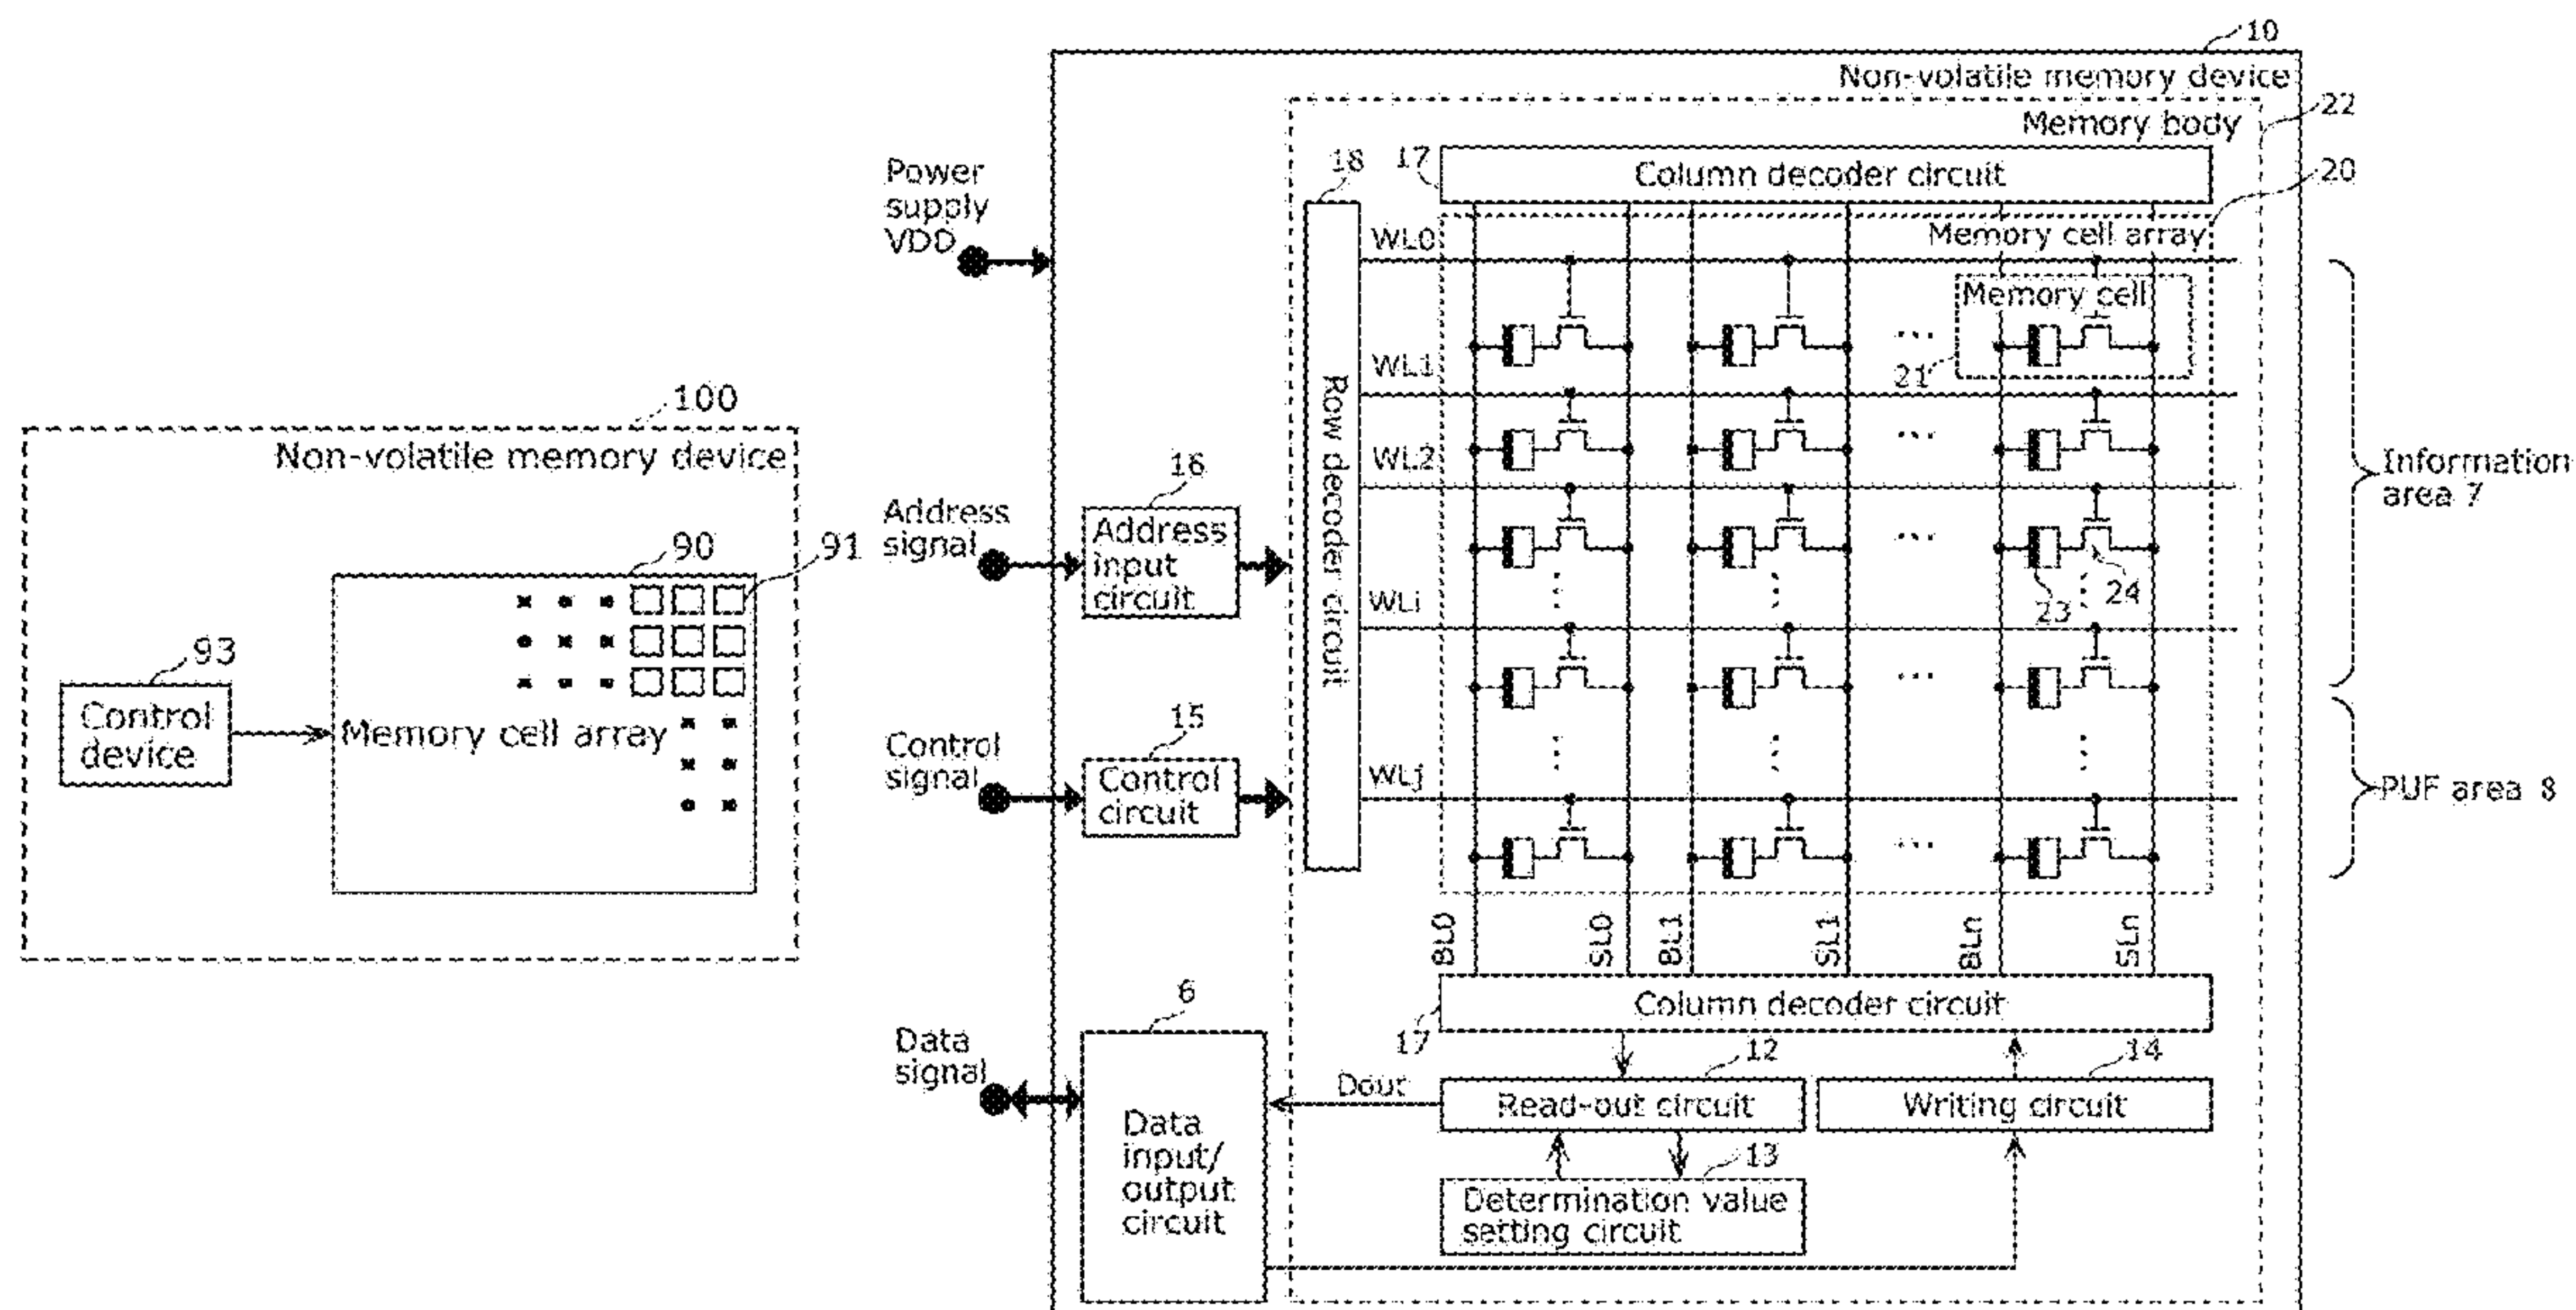 100
Non-volatile memory device
90
91
93
Control
device
Memory cell array
10
Non-volatile memory device
22
Memory body
Power
supply
VDD
18
17
Column decoder circuit
20
WL0
Memory cell array
Memory cell
21
WL1
WL2
Row decoder circuit
Information
area 7
16
Address
signal
Address
input
circuit
23
24
WLi
15
Control
signal
Control
circuit
WLj
PUF area 8
BL0
SL0
BL1
SL1
BLn
SLn
Column decoder circuit
17
6
Data
signal
Data
input/
output
circuit
Dout
12
14
Read-out circuit
Writing circuit
13
Determination value
setting circuit